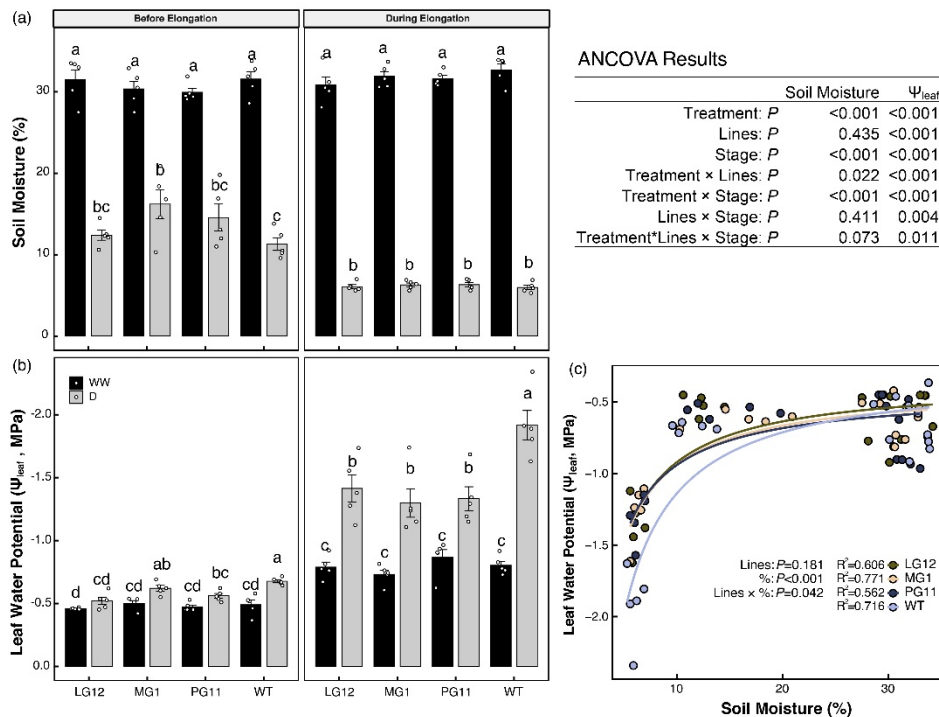 (a)
Before Elongation
During Elongation
Soil Moisture (%)
30
20
10
0
a
a
a
a
bc
b
bc
c
a
a
a
a
b
b
b
b
ANCOVA Results
Soil Moisture Ψleaf
Treatment: P <0.001 <0.001
Lines: P 0.435 <0.001
Stage: P <0.001 <0.001
Treatment × Lines: P 0.022 <0.001
Treatment × Stage: P <0.001 <0.001
Lines × Stage: P 0.411 0.004
Treatment*Lines × Stage: P 0.073 0.011
(b)
WW
D
Leaf Water Potential (Ψleaf, MPa)
-2.0
-1.5
-1.0
-0.5
0.0
d
cd
cd
ab
cd
bc
cd
a
c
b
c
b
c
b
c
a
LG12 MG1 PG11 WT
LG12 MG1 PG11 WT
(c)
Leaf Water Potential (Ψleaf, MPa)
−0.5
−1.0
−1.5
−2.0
Lines: P=0.181 R²=0.606 LG12
%: P<0.001 R²=0.771 MG1
Lines × %: P=0.042 R²=0.562 PG11
R²=0.716 WT
10 20 30
Soil Moisture (%)